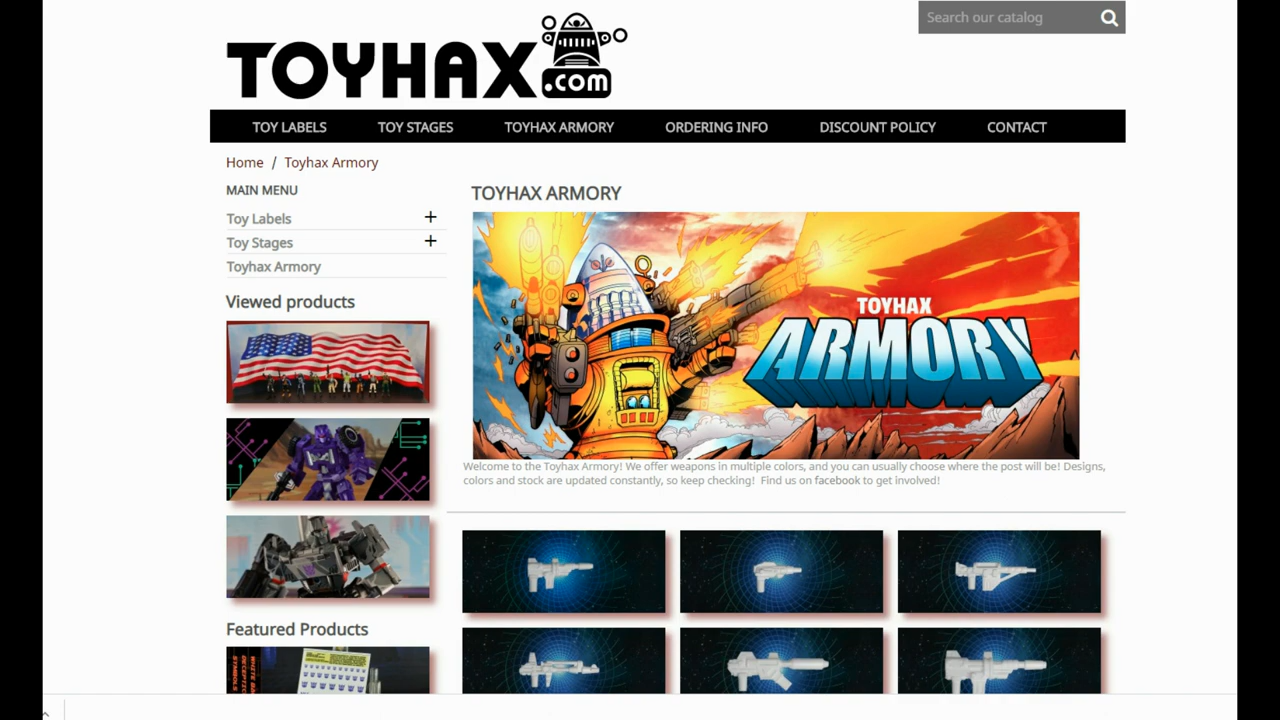 Search our catalog
TOYHAX.com
TOY LABELS TOY STAGES TOYHAX ARMORY ORDERING INFO DISCOUNT POLICY CONTACT
Home / Toyhax Armory
MAIN MENU
Toy Labels +
Toy Stages +
Toyhax Armory
Viewed products
Featured Products
TOYHAX ARMORY
TOYHAX
ARMORY
Welcome to the Toyhax Armory! We offer weapons in multiple colors, and you can usually choose where the post will be! Designs,
colors and stock are updated constantly, so keep checking!  Find us on facebook to get involved!